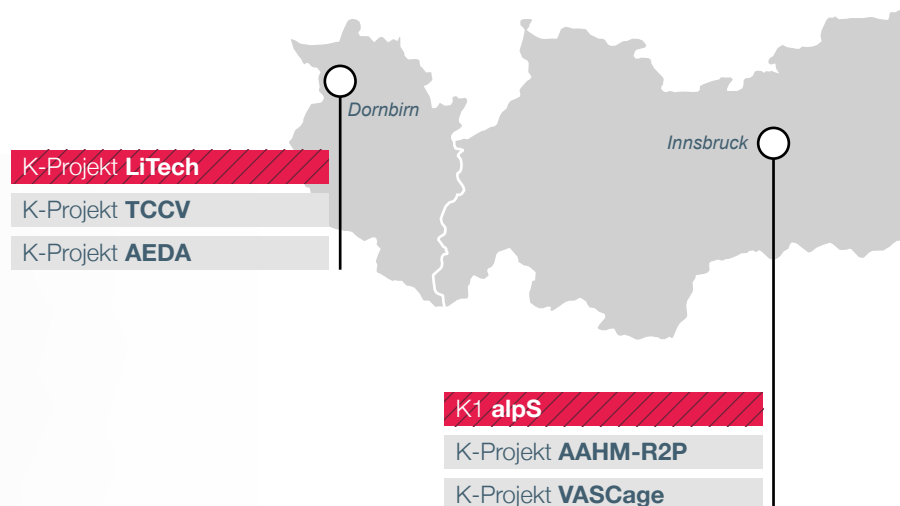 Dornbirn
Innsbruck
K-Projekt LiTech
K-Projekt TCCV
K-Projekt AEDA
K1 alpS
K-Projekt AAHM-R2P
K-Projekt VASCage